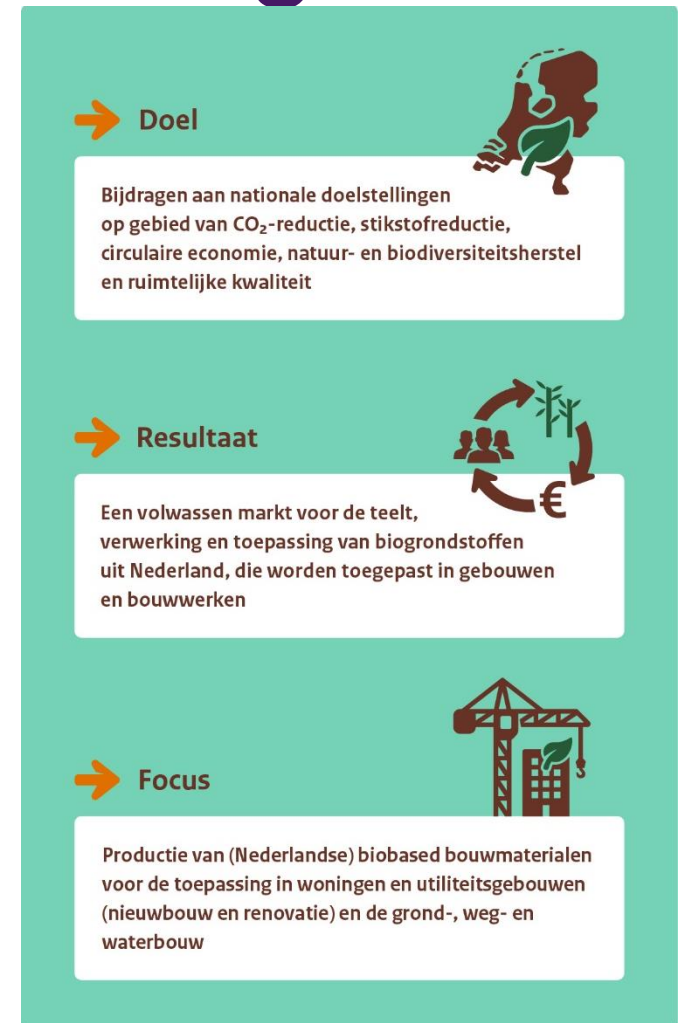 Doel
Bijdragen aan nationale doelstellingen
op gebied van CO₂-reductie, stikstofreductie,
circulaire economie, natuur- en biodiversiteitsherstel
en ruimtelijke kwaliteit
Resultaat
€
Een volwassen markt voor de teelt,
verwerking en toepassing van biogrondstoffen
uit Nederland, die worden toegepast in gebouwen
en bouwwerken
Focus
Productie van (Nederlandse) biobased bouwmaterialen
voor de toepassing in woningen en utiliteitsgebouwen
(nieuwbouw en renovatie) en de grond-, weg- en
waterbouw